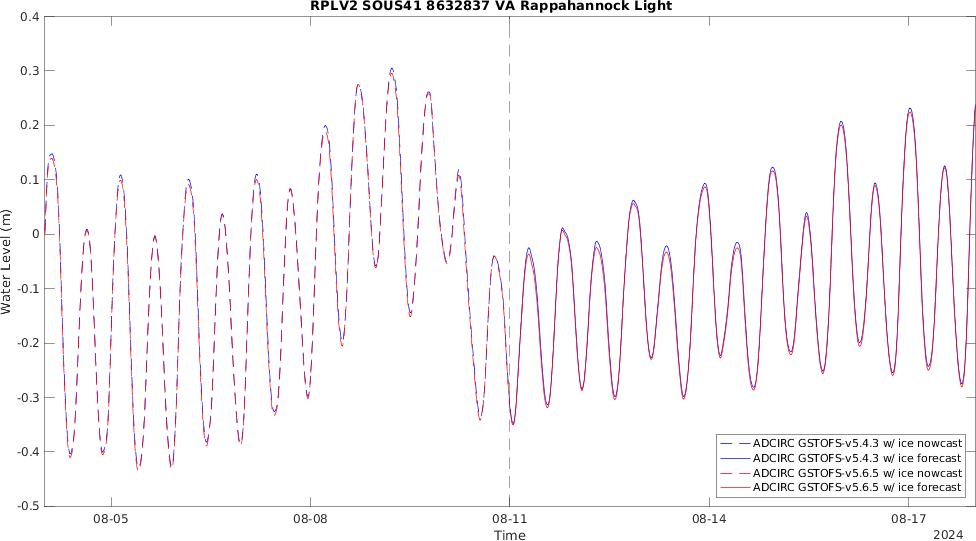 RPLV2 SOUS41 8632837 VA Rappahannock Light
0.4
0.3
0.2
0.1
0
-0.1
-0.2
-0.3
-0.4
-0.5
Water Level (m)
ADCIRC GSTOFS-v5.4.3 w/ ice nowcast
ADCIRC GSTOFS-v5.4.3 w/ ice forecast
ADCIRC GSTOFS-v5.6.5 w/ ice nowcast
ADCIRC GSTOFS-v5.6.5 w/ ice forecast
08-05 08-08 08-11 08-14 08-17
Time
2024